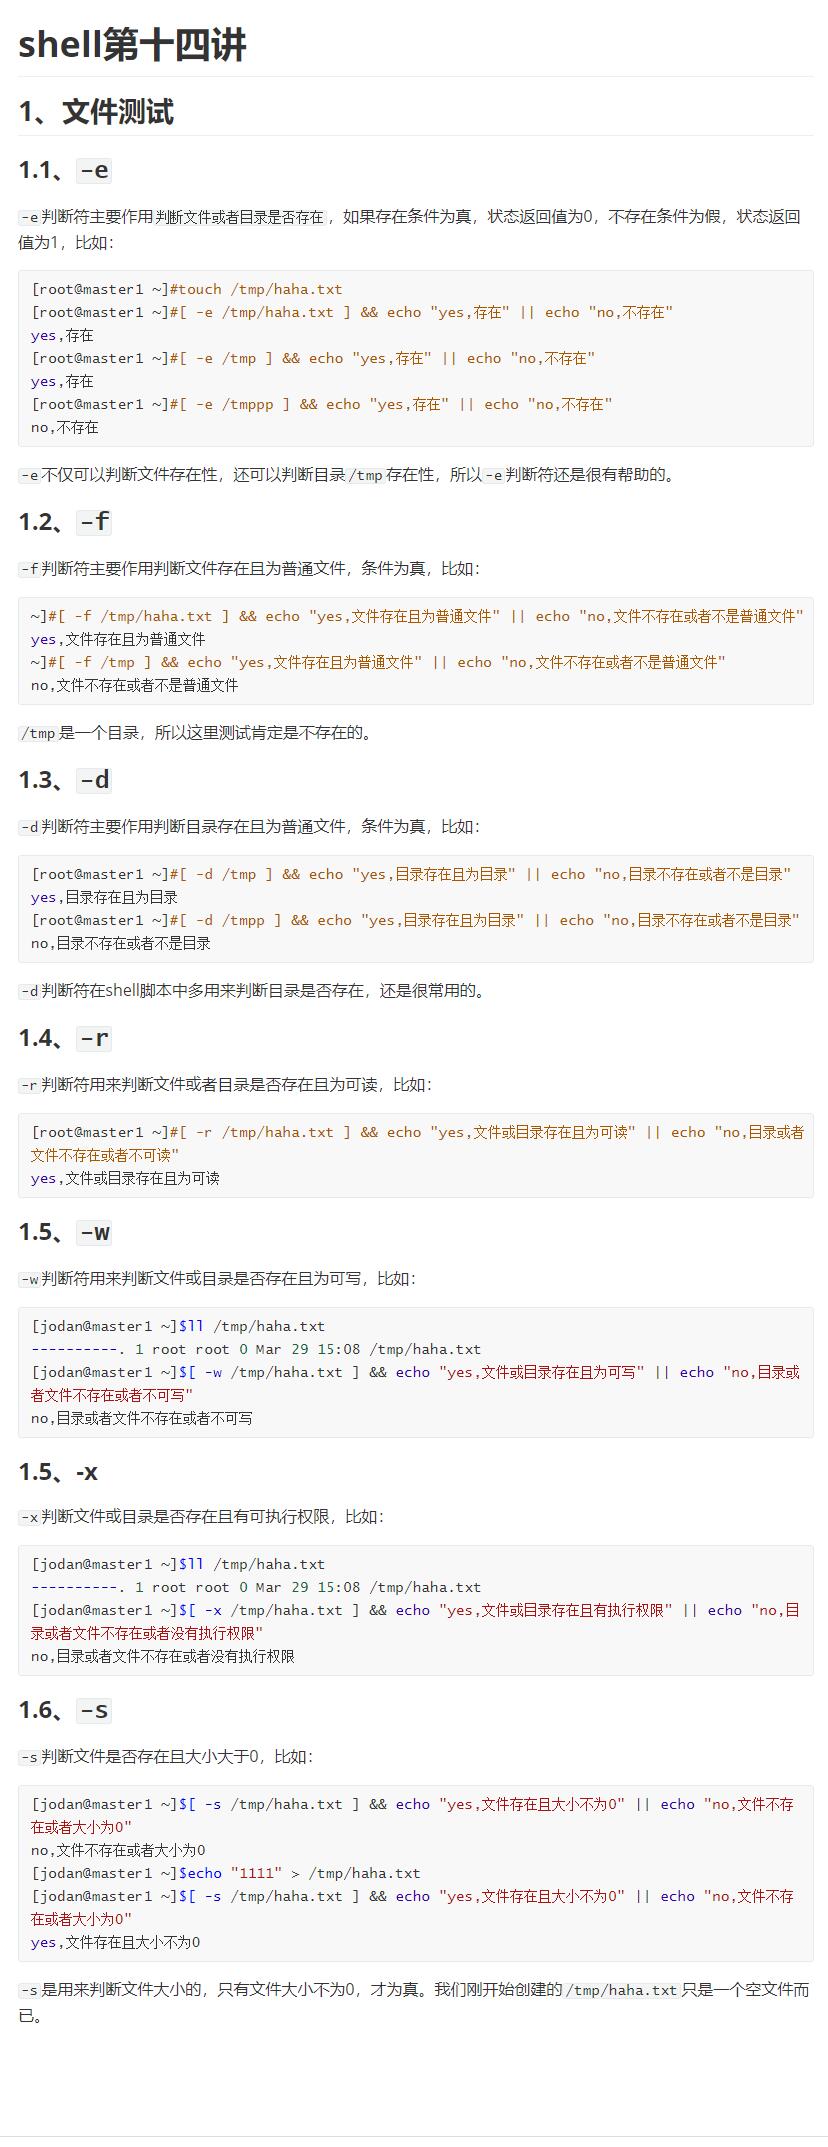 shell第十四讲
1、文件测试
1.1、 -e
-e判断符主要作用判断文件或者目录是否存在，如果存在条件为真，状态返回值为0，不存在条件为假，状态返回
值为1，比如：
[root@master1 ~]#touch /tmp/haha.txt
[root@master1 ~]#[ -e /tmp/haha.txt ] && echo "yes,存在" || echo "no,不存在"
yes,存在
[root@master1 ~]#[ -e /tmp ] && echo "yes,存在" || echo "no,不存在"
yes,存在
[root@master1 ~]#[ -e /tmppp ] && echo "yes,存在" || echo "no,不存在"
no,不存在
-e不仅可以判断文件存在性，还可以判断目录/tmp存在性，所以-e判断符还是很有帮助的。
1.2、 -f
-f判断符主要作用判断文件存在且为普通文件，条件为真，比如：
~]#[ -f /tmp/haha.txt ] && echo "yes,文件存在且为普通文件" || echo "no,文件不存在或者不是普通文件"
yes,文件存在且为普通文件
~]#[ -f /tmp ] && echo "yes,文件存在且为普通文件" || echo "no,文件不存在或者不是普通文件"
no,文件不存在或者不是普通文件
/tmp是一个目录，所以这里测试肯定是不存在的。
1.3、 -d
-d判断符主要作用判断目录存在且为普通文件，条件为真，比如：
[root@master1 ~]#[ -d /tmp ] && echo "yes,目录存在且为目录" || echo "no,目录不存在或者不是目录"
yes,目录存在且为目录
[root@master1 ~]#[ -d /tmpp ] && echo "yes,目录存在且为目录" || echo "no,目录不存在或者不是目录"
no,目录不存在或者不是目录
-d判断符在shell脚本中多用来判断目录是否存在，还是很常用的。
1.4、 -r
-r判断符用来判断文件或者目录是否存在且为可读，比如：
[root@master1 ~]#[ -r /tmp/haha.txt ] && echo "yes,文件或目录存在且为可读" || echo "no,目录或者
文件不存在或者不可读"
yes,文件或目录存在且为可读
1.5、 -w
-w判断符用来判断文件或目录是否存在且为可写，比如：
[jodan@master1 ~]$ll /tmp/haha.txt
----------. 1 root root 0 Mar 29 15:08 /tmp/haha.txt
[jodan@master1 ~]$[ -w /tmp/haha.txt ] && echo "yes,文件或目录存在且为可写" || echo "no,目录或
者文件不存在或者不可写"
no,目录或者文件不存在或者不可写
1.5、-x
-x判断文件或目录是否存在且有可执行权限，比如：
[jodan@master1 ~]$ll /tmp/haha.txt
----------. 1 root root 0 Mar 29 15:08 /tmp/haha.txt
[jodan@master1 ~]$[ -x /tmp/haha.txt ] && echo "yes,文件或目录存在且有执行权限" || echo "no,目
录或者文件不存在或者没有执行权限"
no,目录或者文件不存在或者没有执行权限
1.6、 -s
-s判断文件是否存在且大小大于0，比如：
[jodan@master1 ~]$[ -s /tmp/haha.txt ] && echo "yes,文件存在且大小不为0" || echo "no,文件不存
在或者大小为0"
no,文件不存在或者大小为0
[jodan@master1 ~]$echo "1111" > /tmp/haha.txt
[jodan@master1 ~]$[ -s /tmp/haha.txt ] && echo "yes,文件存在且大小不为0" || echo "no,文件不存
在或者大小为0"
yes,文件存在且大小不为0
-s是用来判断文件大小的，只有文件大小不为0，才为真。我们刚开始创建的/tmp/haha.txt只是一个空文件而
已。